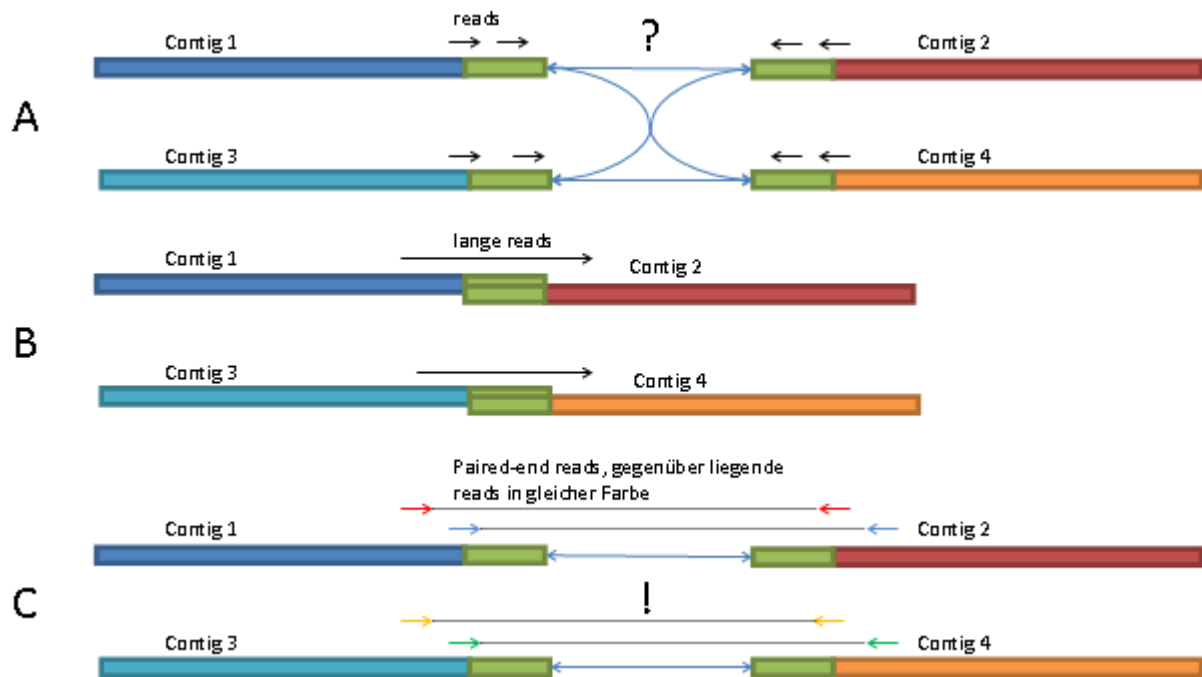 reads
Contig 1
?
Contig 2
A
Contig 3
Contig 4
lange reads
Contig 1
Contig 2
B
Contig 3
Contig 4
Paired-end reads, gegenüber liegende
reads in gleicher Farbe
Contig 1
Contig 2
C
!
Contig 3
Contig 4